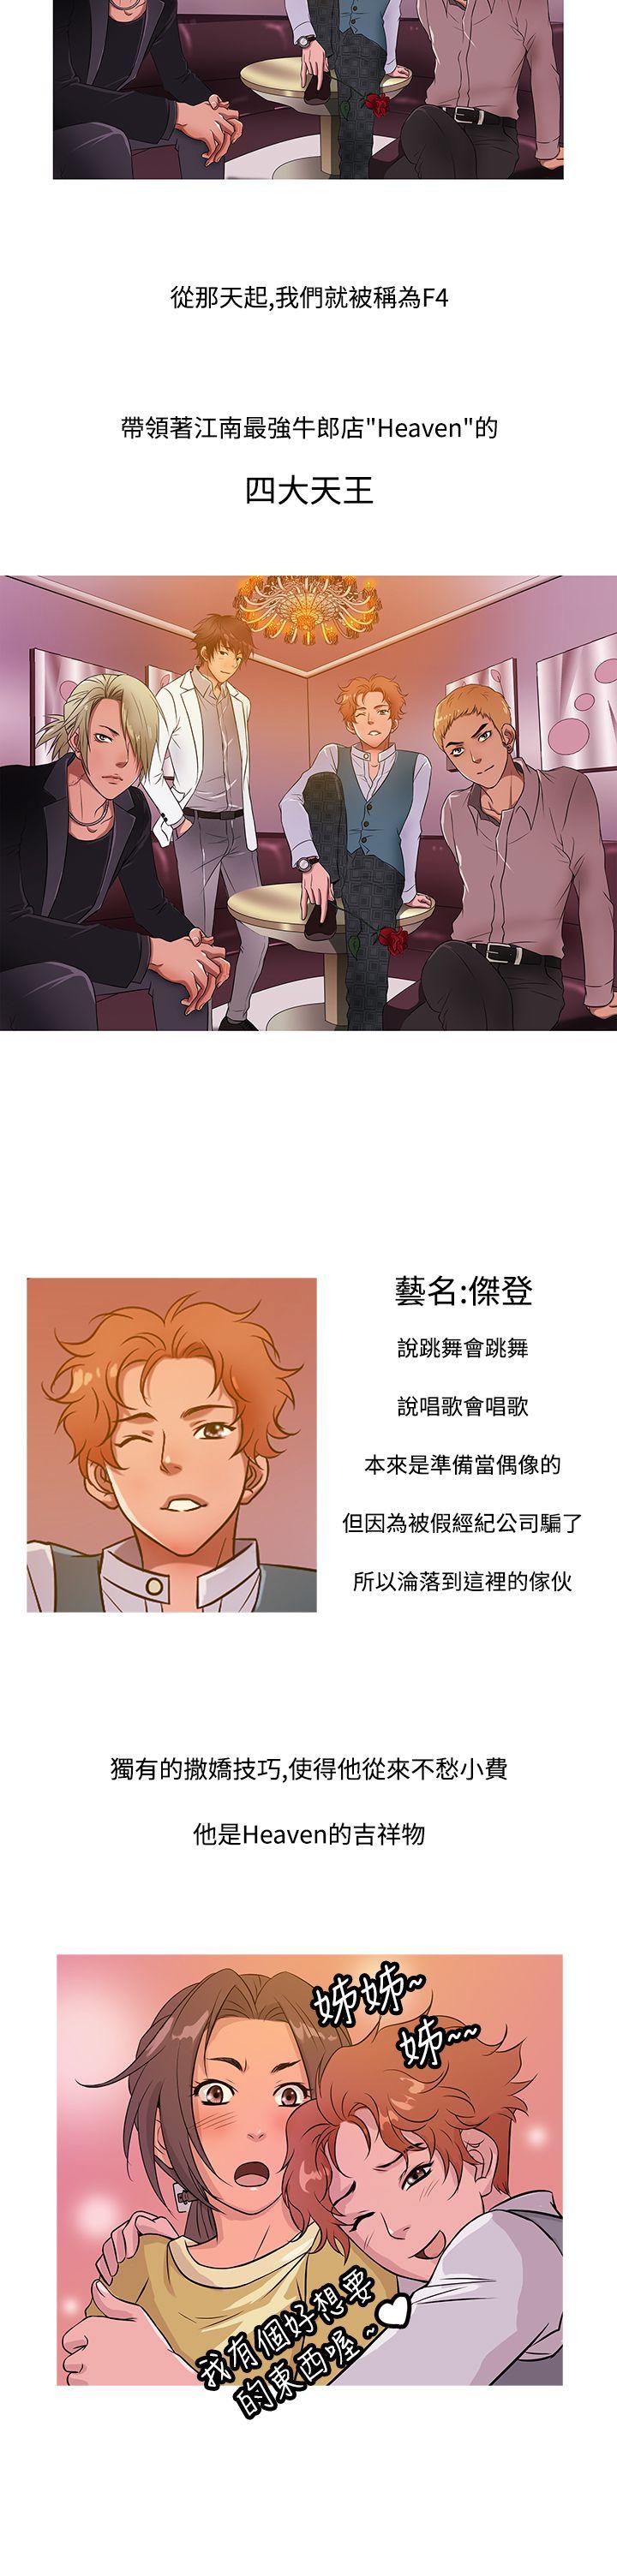 從那天起,我們就被稱為F4
帶領著江南最強牛郎店"Heaven"的
四大天王
藝名:傑登
說跳舞會跳舞
說唱歌會唱歌
本來是準備當偶像的
但因為被假經紀公司騙了
所以淪落到這裡的傢伙
獨有的撒嬌技巧,使得他從來不愁小費
他是Heaven的吉祥物
姊姊~
姊~~
我有個好想要
的東西喔~